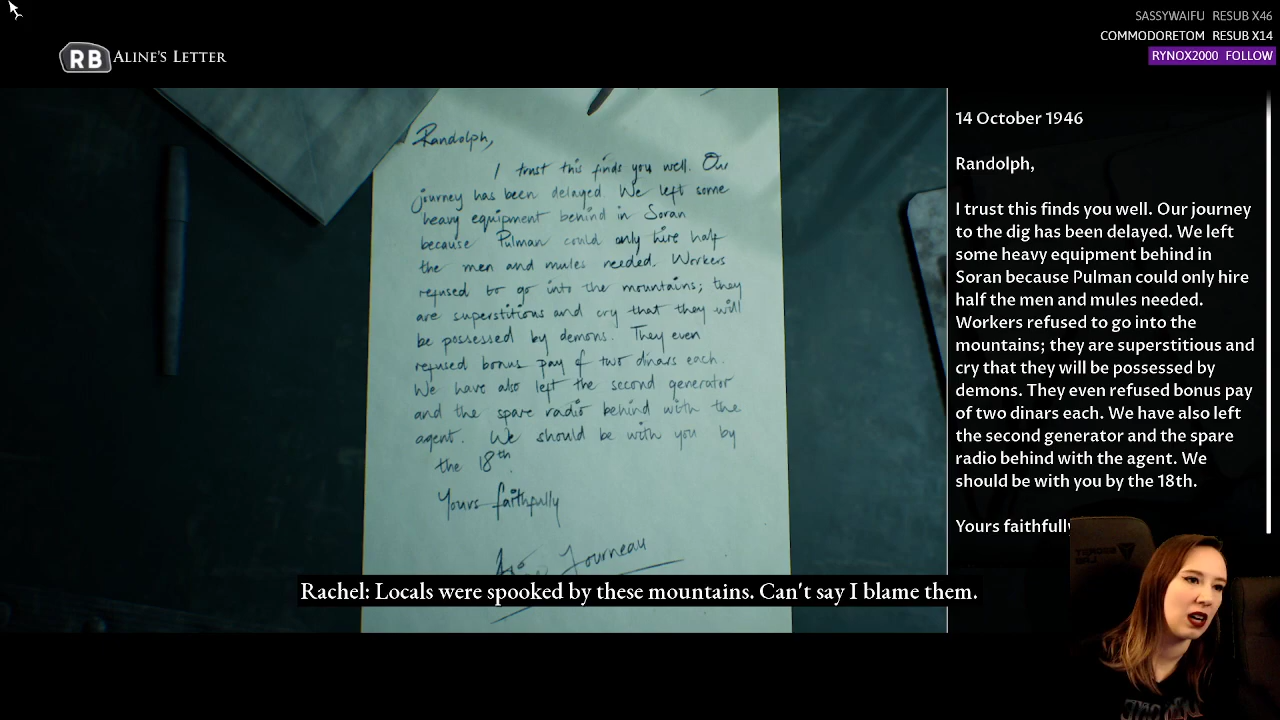 SASSYWAIFU RESUB X46
COMMODORETOM RESUB X14
RYNOX2000 FOLLOW
RB ALINE'S LETTER
Randolph,
I trust this finds you well. Our
journey has been delayed. We left some
heavy equipment behind in Soran
because Pulman could only hire half
the men and mules needed. Workers
refused to go into the mountains; they
are superstitious and cry that they will
be possessed by demons. They even
refused bonus pay of two dinars each.
We have also left the second generator
and the spare radio behind with the
agent. We should be with you by
the 18th.
Yours faithfully
Journeau
14 October 1946
Randolph,
I trust this finds you well. Our journey
to the dig has been delayed. We left
some heavy equipment behind in
Soran because Pulman could only hire
half the men and mules needed.
Workers refused to go into the
mountains; they are superstitious and
cry that they will be possessed by
demons. They even refused bonus pay
of two dinars each. We have also left
the second generator and the spare
radio behind with the agent. We
should be with you by the 18th.
Yours faithfully
Rachel: Locals were spooked by these mountains. Can't say I blame them.